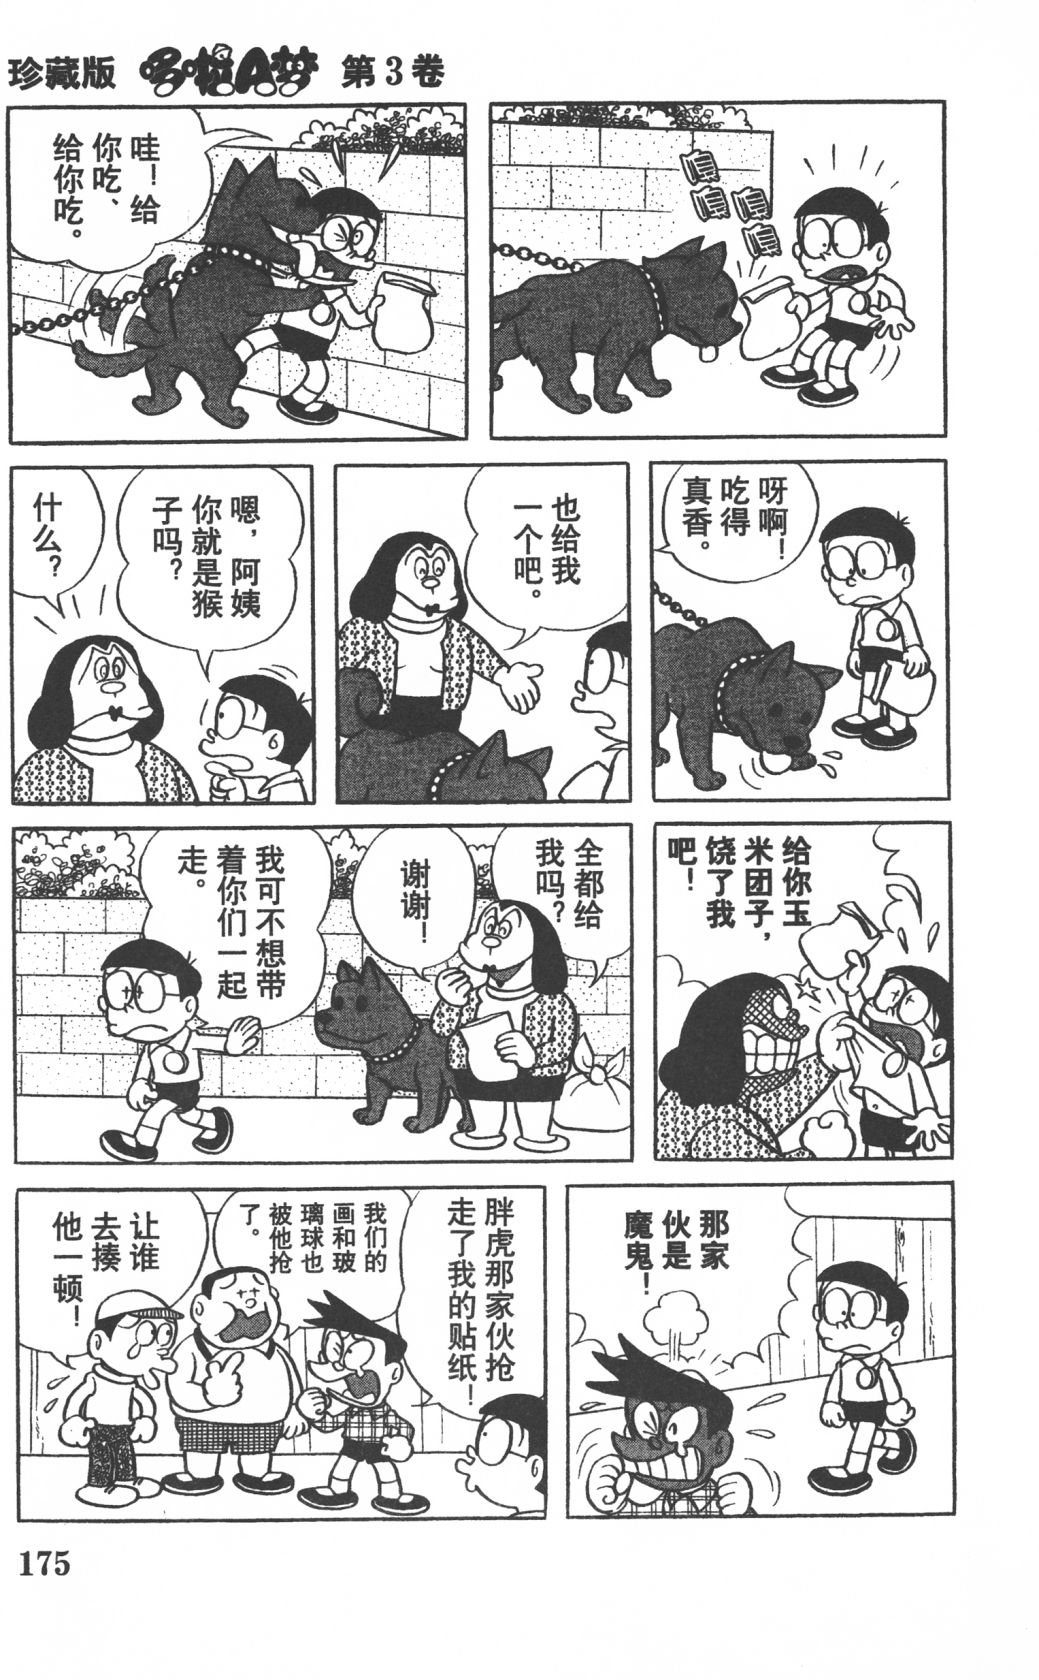 珍藏版 哆啦A梦 第3卷
嗅
嗅
嗅
嗅
哇！给
你吃、
给你吃。
呀啊！
吃得
真香。
也给我
一个吧。
嗯，阿姨
你就是猴
子吗？
什么？
给你玉
米团子，
饶了我
吧！
全都给
我吗？
谢谢！
我可不想带
着你们一起
走。
那家
伙是
魔鬼！
胖虎那家伙抢
走了我的贴纸！
我们的
画和玻
璃球也
被他抢
了。
让谁
去揍
他一顿！
175